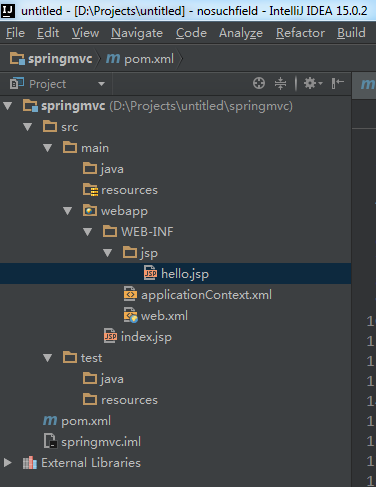 untitled - [D:\Projects\untitled] - nosuchfield - IntelliJ IDEA 15.0.2
File Edit View Navigate Code Analyze Refactor Build
springmvc pom.xml
Project
springmvc (D:\Projects\untitled\springmvc)
src
main
java
resources
webapp
WEB-INF
jsp
hello.jsp
applicationContext.xml
web.xml
index.jsp
test
java
resources
pom.xml
springmvc.iml
External Libraries